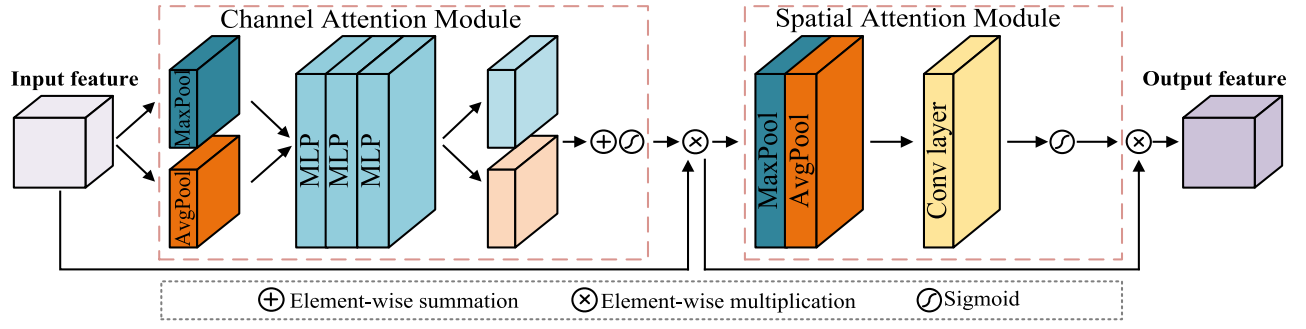 Channel Attention Module
Spatial Attention Module
Input feature
MaxPool
AvgPool
MLP
MLP
MLP
MaxPool
AvgPool
Conv layer
Output feature
Element-wise summation
Element-wise multiplication
Sigmoid